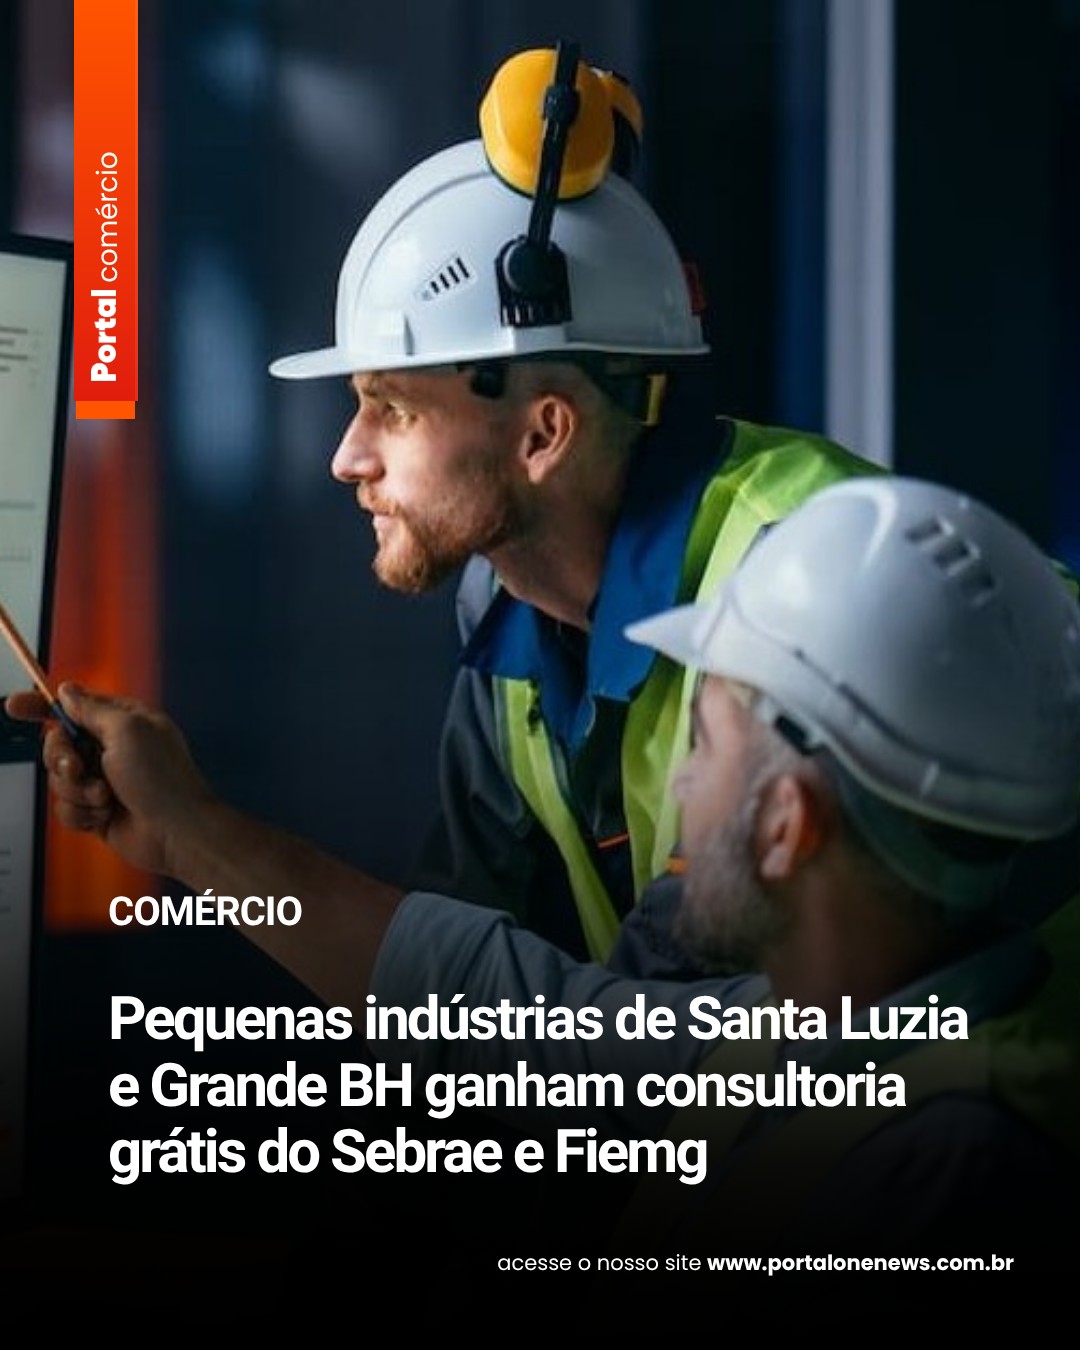 Portal comércio
COMÉRCIO
Pequenas indústrias de Santa Luzia
e Grande BH ganham consultoria
grátis do Sebrae e Fiemg
acesse o nosso site www.portalonenews.com.br